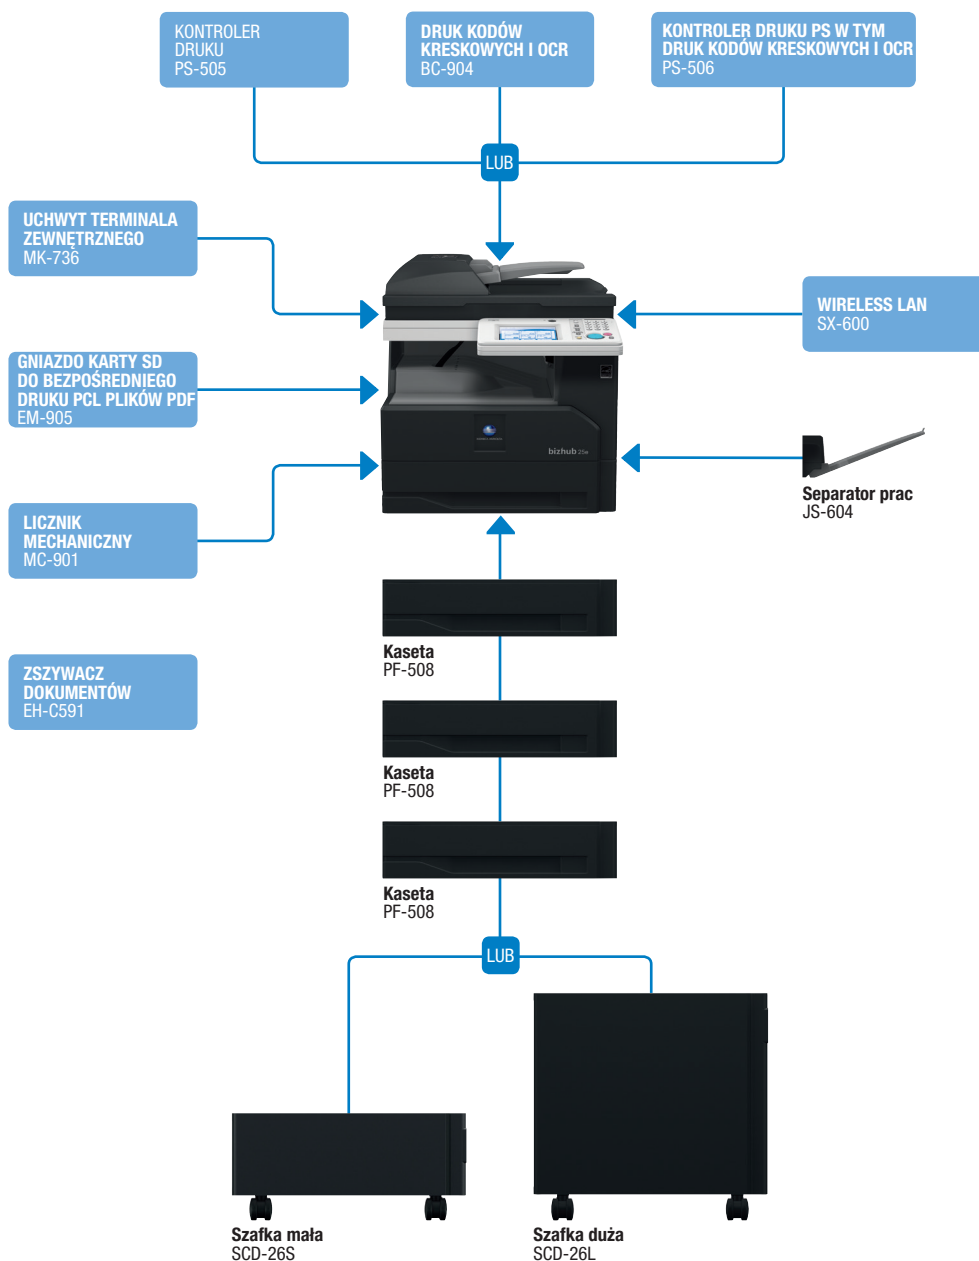 KONTROLER
DRUKU
PS-505
DRUK KODÓW
KRESKOWYCH I OCR
BC-904
KONTROLER DRUKU PS W TYM
DRUK KODÓW KRESKOWYCH I OCR
PS-506
LUB
UCHWYT TERMINALA
ZEWNĘTRZNEGO
MK-736
WIRELESS LAN
SX-600
GNIAZDO KARTY SD
DO BEZPOŚREDNIEGO
DRUKU PCL PLIKÓW PDF
EM-905
bizhub 25e
Separator prac
JS-604
LICZNIK
MECHANICZNY
MC-901
Kaseta
PF-508
ZSZYWACZ
DOKUMENTÓW
EH-C591
Kaseta
PF-508
Kaseta
PF-508
LUB
Szafka mała
SCD-26S
Szafka duża
SCD-26L